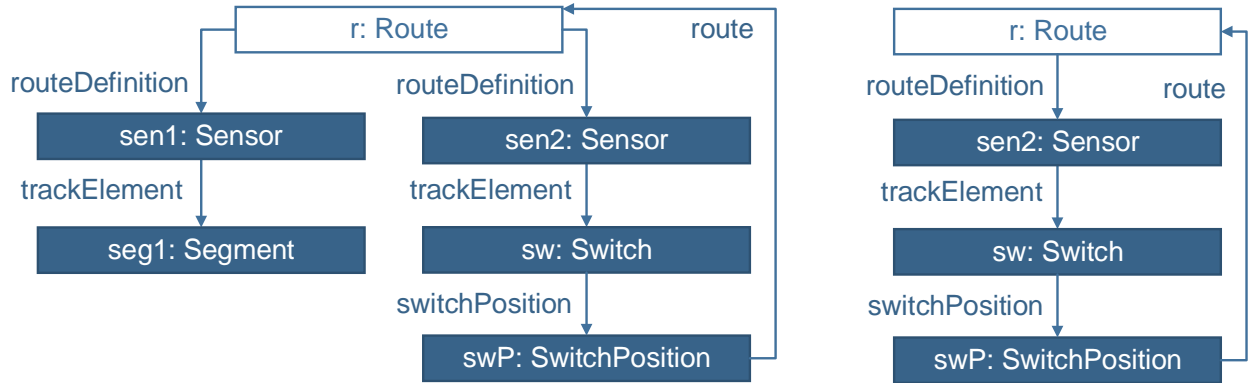 r: Route
route
routeDefinition
routeDefinition
sen1: Sensor
sen2: Sensor
trackElement
trackElement
seg1: Segment
sw: Switch
switchPosition
swP: SwitchPosition
r: Route
routeDefinition
route
sen2: Sensor
trackElement
sw: Switch
switchPosition
swP: SwitchPosition